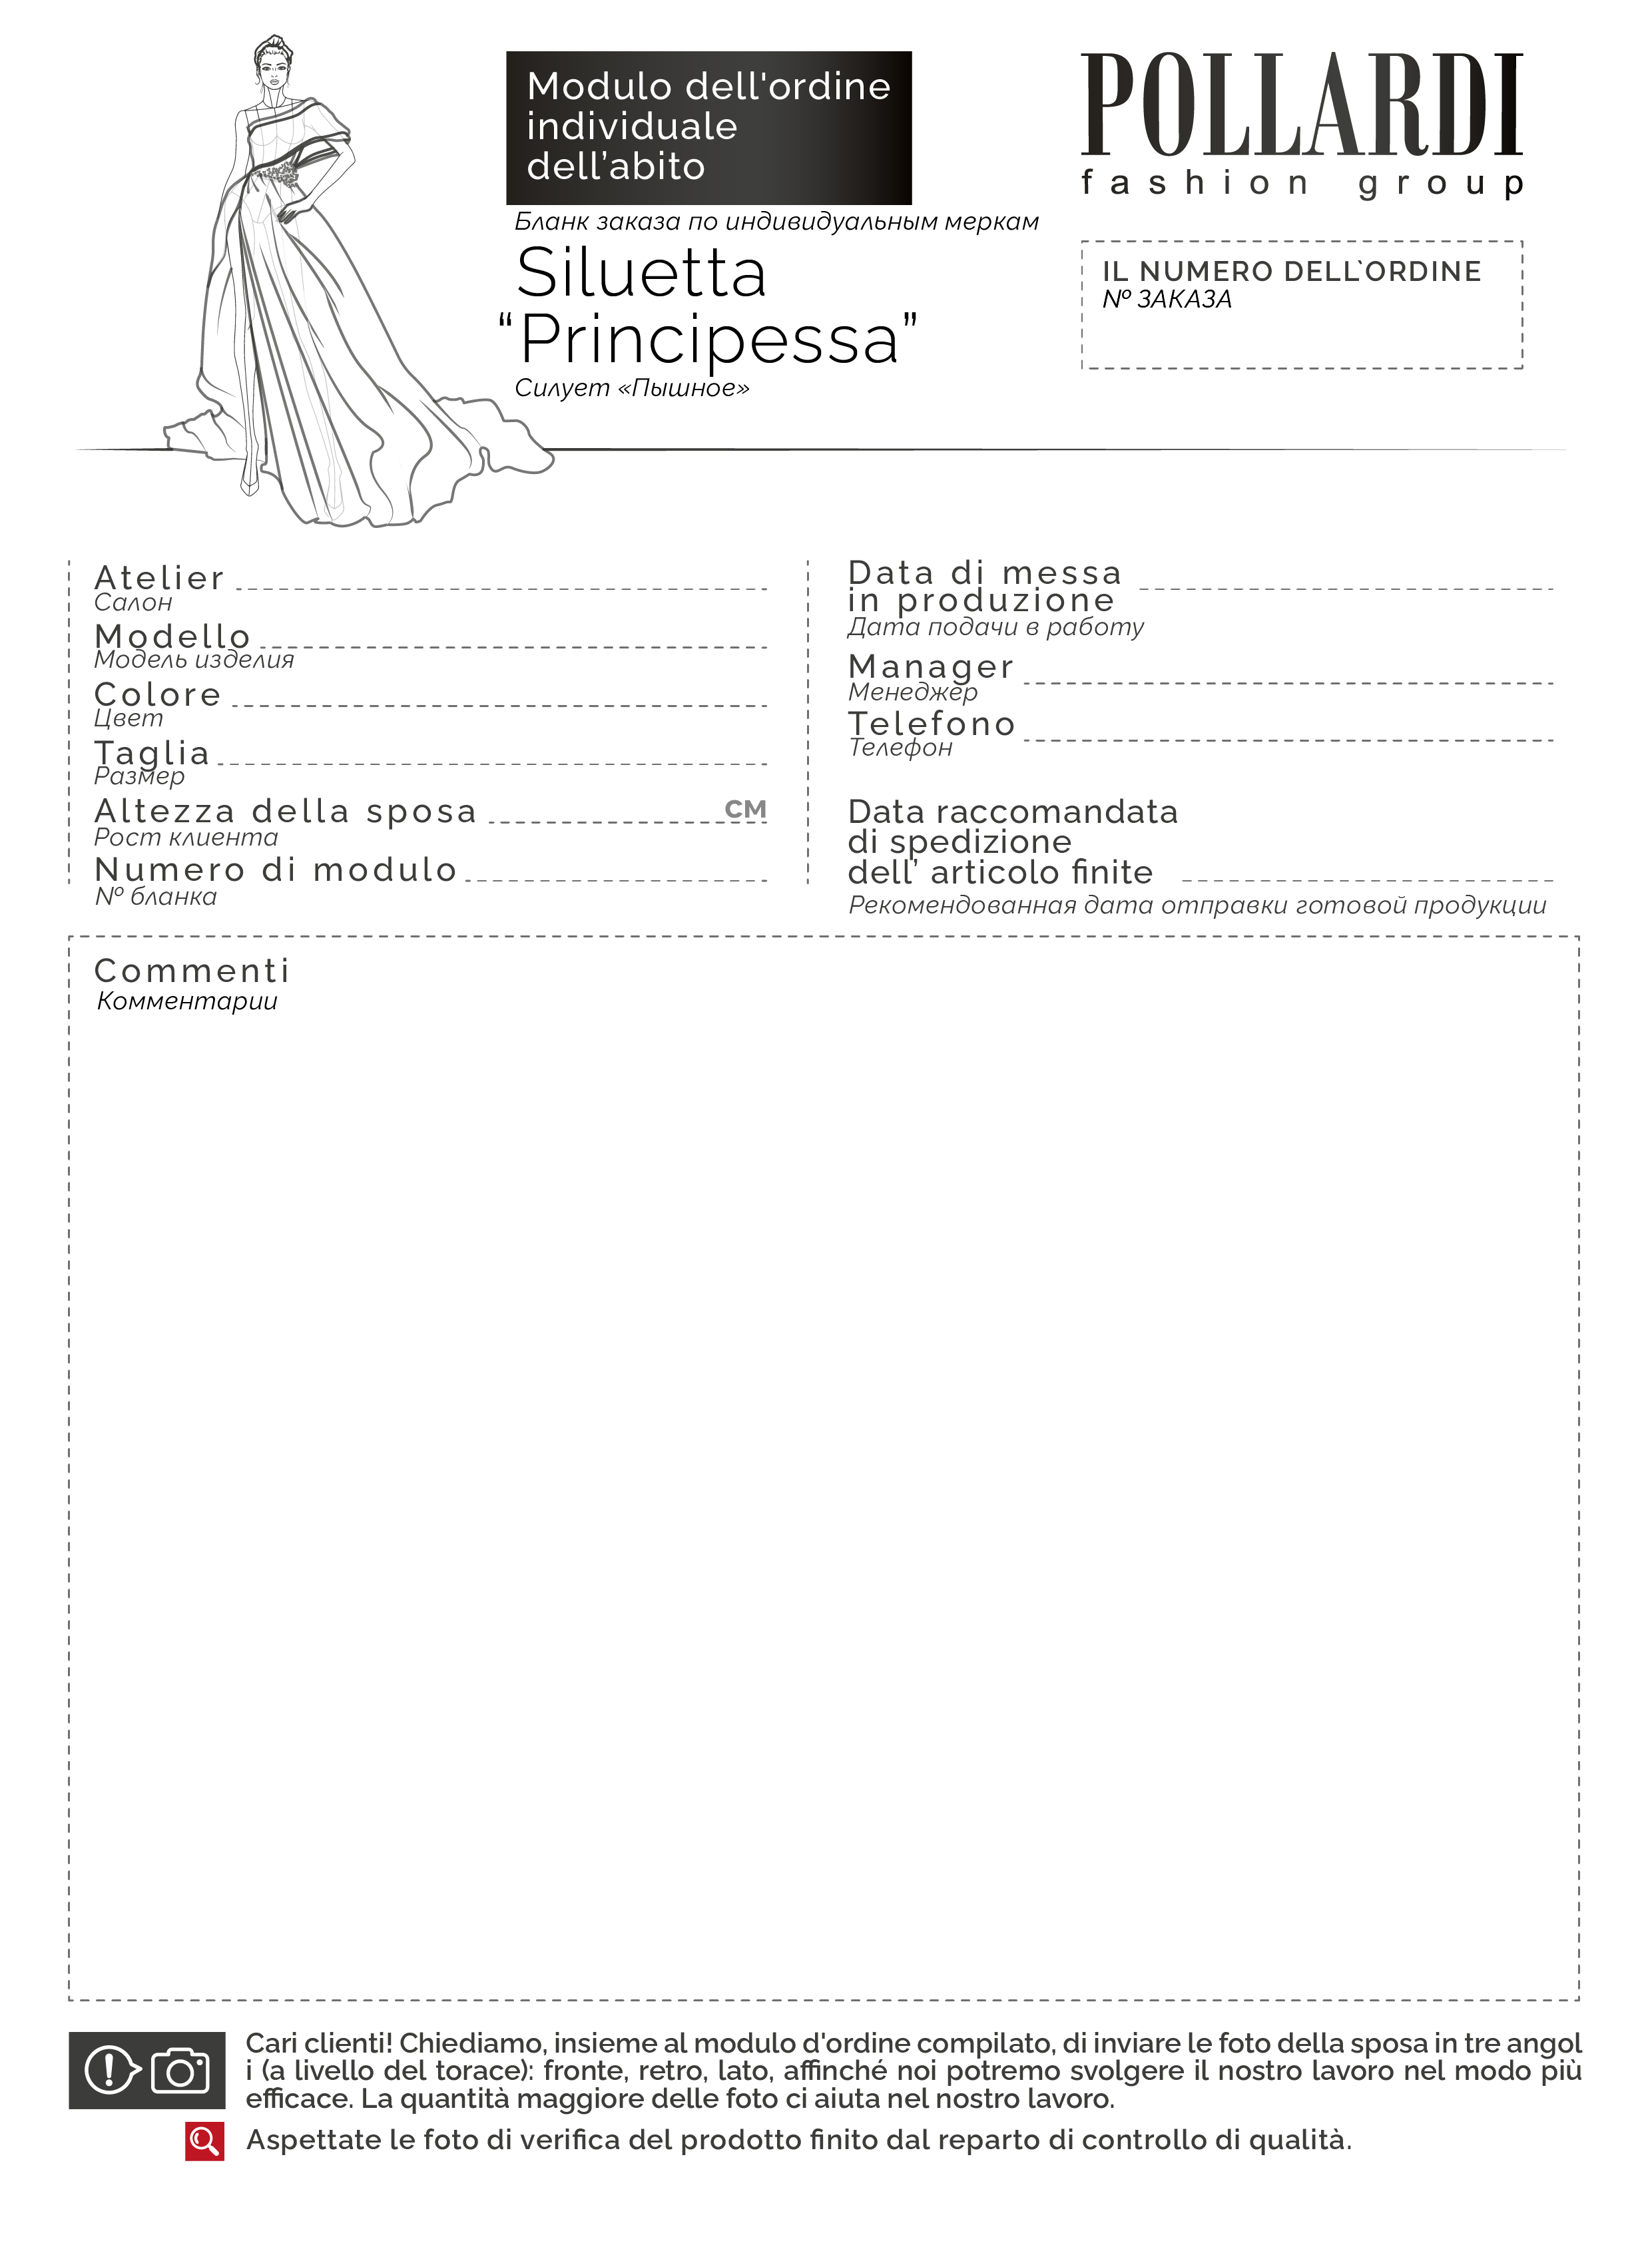 Modulo dell'ordine
individuale
dell’abito
Бланк заказа по индивидуальным меркам
Siluetta
“Principessa”
Силует «Пышное»
POLLARDI
fashion group
IL NUMERO DELL`ORDINE
№ ЗАКАЗА
Atelier
Салон
Modello
Модель изделия
Colore
Цвет
Taglia
Размер
Altezza della sposa CM
Рост клиента
Numero di modulo
№ бланка
Data di messa
in produzione
Дата подачи в работу
Manager
Менеджер
Telefono
Телефон
Data raccomandata
di spedizione
dell’ articolo finite
Рекомендованная дата отправки готовой продукции
Commenti
Комментарии
Cari clienti! Chiediamo, insieme al modulo d'ordine compilato, di inviare le foto della sposa in tre angol
i (a livello del torace): fronte, retro, lato, affinché noi potremo svolgere il nostro lavoro nel modo più
efficace. La quantità maggiore delle foto ci aiuta nel nostro lavoro.
Aspettate le foto di verifica del prodotto finito dal reparto di controllo di qualità.